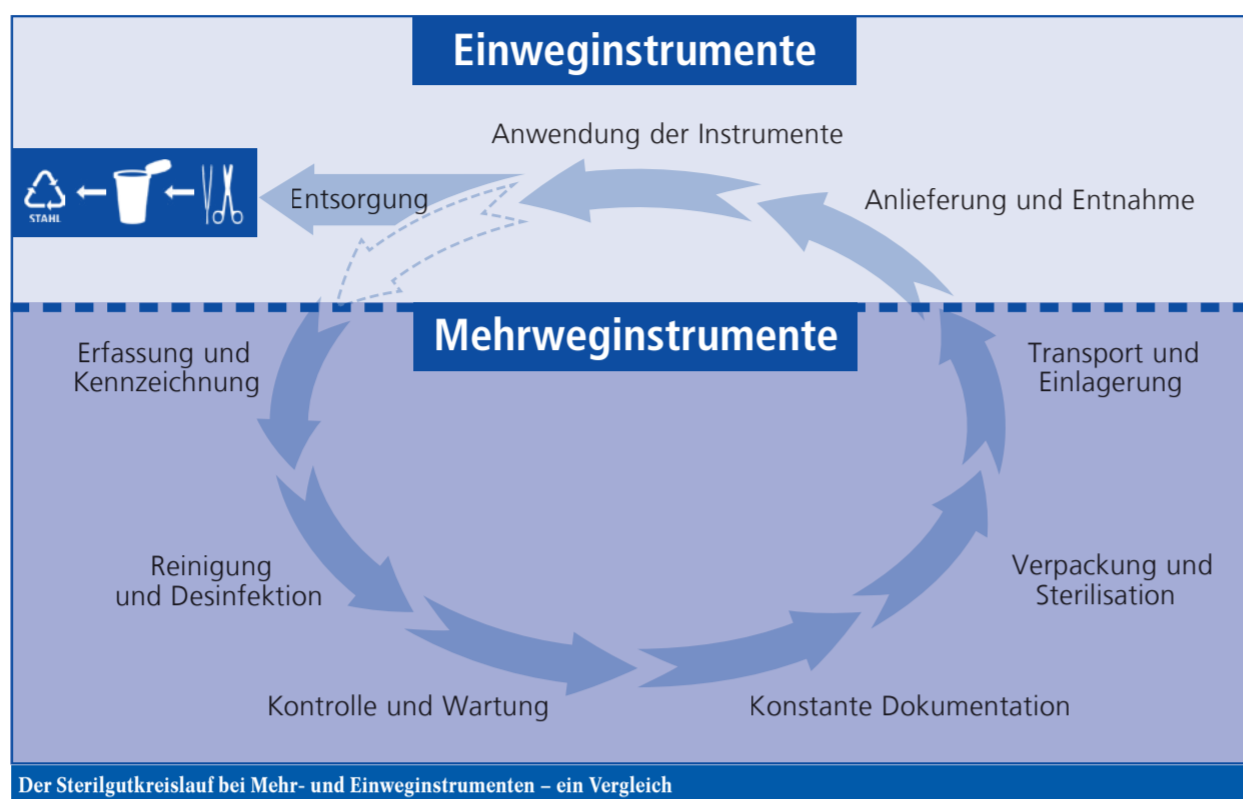 Einweginstrumente
Anwendung der Instrumente
Anlieferung und Entnahme
Entsorgung
STAHL
Mehrweginstrumente
Erfassung und
Kennzeichnung
Transport und
Einlagerung
Reinigung
und Desinfektion
Verpackung und
Sterilisation
Kontrolle und Wartung
Konstante Dokumentation
Der Sterilgutkreislauf bei Mehr- und Einweginstrumenten – ein Vergleich